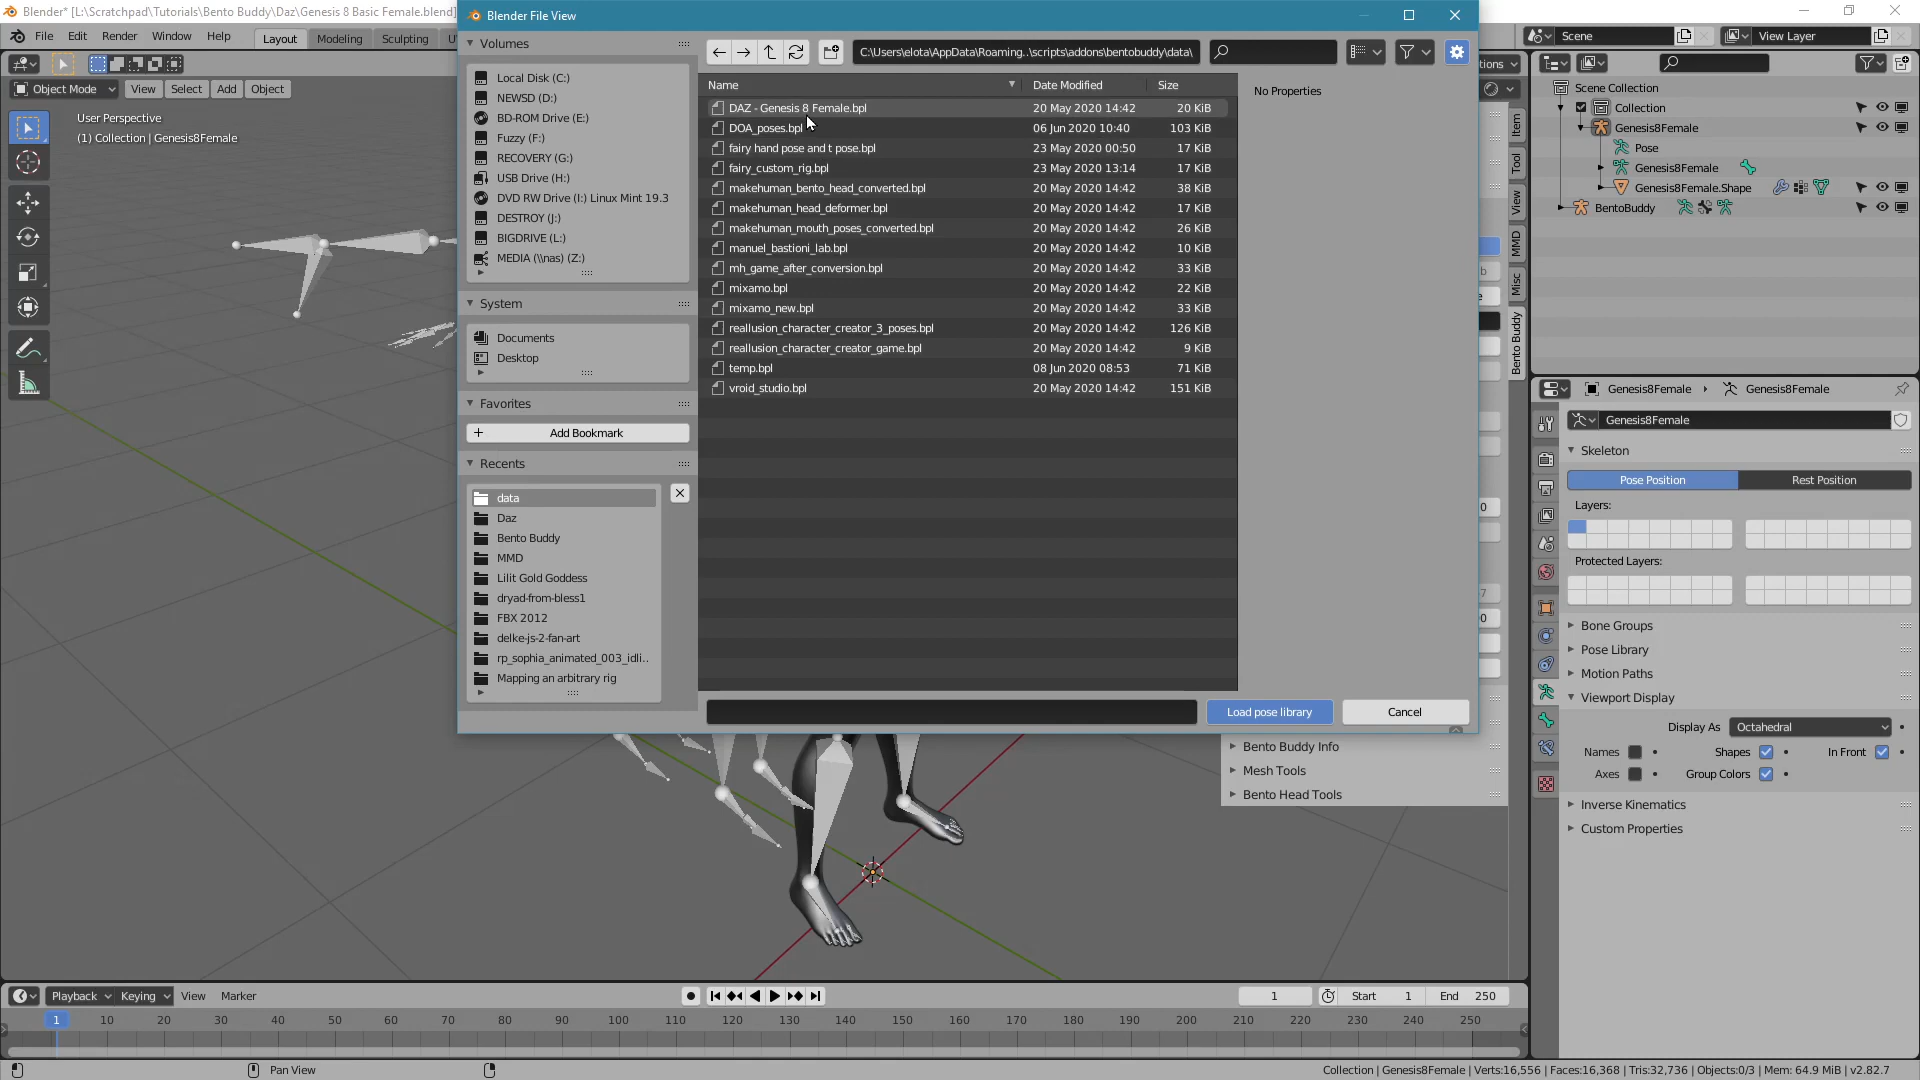 Blender* [L:\Scratchpad\Tutorials\Bento Buddy\Daz\Genesis 8 Basic Female.blend]
Blender File View
File Edit Render Window Help Layout Modeling Sculpting
Scene
View Layer
Object Mode View Select Add Object
User Perspective
(1) Collection | Genesis8Female
Volumes
Local Disk (C:)
NEWSD (D:)
BD-ROM Drive (E:)
Fuzzy (F:)
RECOVERY (G:)
USB Drive (H:)
DVD RW Drive (I:) Linux Mint 19.3
DESTROY (J:)
BIGDRIVE (L:)
MEDIA (\\nas) (Z:)
System
Documents
Desktop
Favorites
+ Add Bookmark
Recents
data
Daz
Bento Buddy
MMD
Lilit Gold Goddess
dryad-from-bless1
FBX 2012
delke-js-2-fan-art
rp_sophia_animated_003_idli..
Mapping an arbitrary rig
C:\Users\elota\AppData\Roaming..\scripts\addons\bentobuddy\data\
Name Date Modified Size
DAZ - Genesis 8 Female.bpl 20 May 2020 14:42 20 KiB
DOA_poses.bpl 06 Jun 2020 10:40 103 KiB
fairy hand pose and t pose.bpl 23 May 2020 00:50 17 KiB
fairy_custom_rig.bpl 23 May 2020 13:14 17 KiB
makehuman_bento_head_converted.bpl 20 May 2020 14:42 38 KiB
makehuman_head_deformer.bpl 20 May 2020 14:42 17 KiB
makehuman_mouth_poses_converted.bpl 20 May 2020 14:42 26 KiB
manuel_bastioni_lab.bpl 20 May 2020 14:42 10 KiB
mh_game_after_conversion.bpl 20 May 2020 14:42 33 KiB
mixamo.bpl 20 May 2020 14:42 22 KiB
mixamo_new.bpl 20 May 2020 14:42 33 KiB
reallusion_character_creator_3_poses.bpl 20 May 2020 14:42 126 KiB
reallusion_character_creator_game.bpl 20 May 2020 14:42 9 KiB
temp.bpl 08 Jun 2020 08:53 71 KiB
vroid_studio.bpl 20 May 2020 14:42 151 KiB
No Properties
Load pose library
Cancel
Bento Buddy Info
Mesh Tools
Bento Head Tools
Item
Tool
View
MMD
Misc
Bento Buddy
Scene Collection
Collection
Genesis8Female
Pose
Genesis8Female
Genesis8Female.Shape
BentoBuddy
Genesis8Female Genesis8Female
Genesis8Female
Skeleton
Pose Position Rest Position
Layers:
Protected Layers:
Bone Groups
Pose Library
Motion Paths
Viewport Display
Display As Octahedral
Names Shapes In Front
Axes Group Colors
Inverse Kinematics
Custom Properties
Playback Keying View Marker
1 Start 1 End 250
1 10 20 30 40 50 60 70 80 90 100 110 120 130 140 150 160 170 180 190 200 210 220 230 240 250
Pan View
Collection | Genesis8Female | Verts:16,556 | Faces:16,368 | Tris:32,736 | Objects:0/3 | Mem: 64.9 MiB | v2.82.7